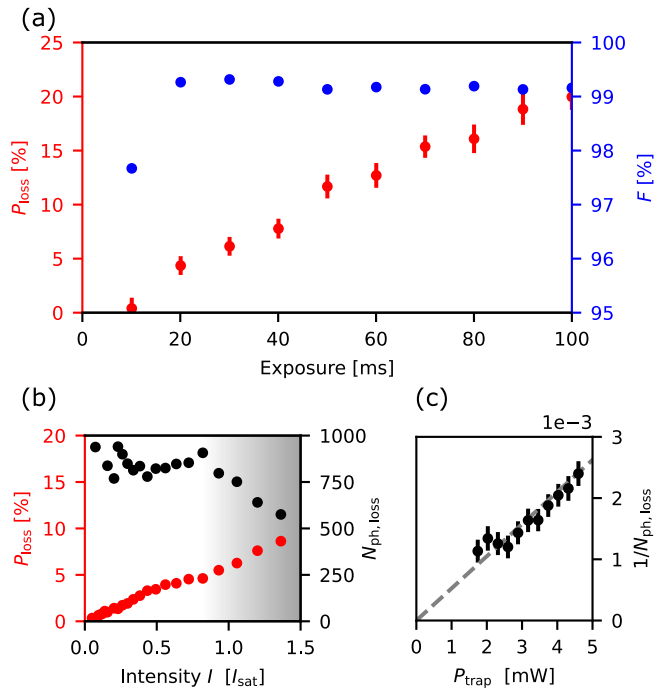 (a)
25
20
15
10
5
0
P_loss [%]
100
99
98
97
96
95
F [%]
0 20 40 60 80 100
Exposure [ms]
(b)
20
15
10
5
0
P_loss [%]
1000
750
500
250
0
N_ph,loss
0.0 0.5 1.0 1.5
Intensity I [I_sat]
(c)
1e−3
3
2
1
0
1/N_ph,loss
0 1 2 3 4 5
P_trap [mW]